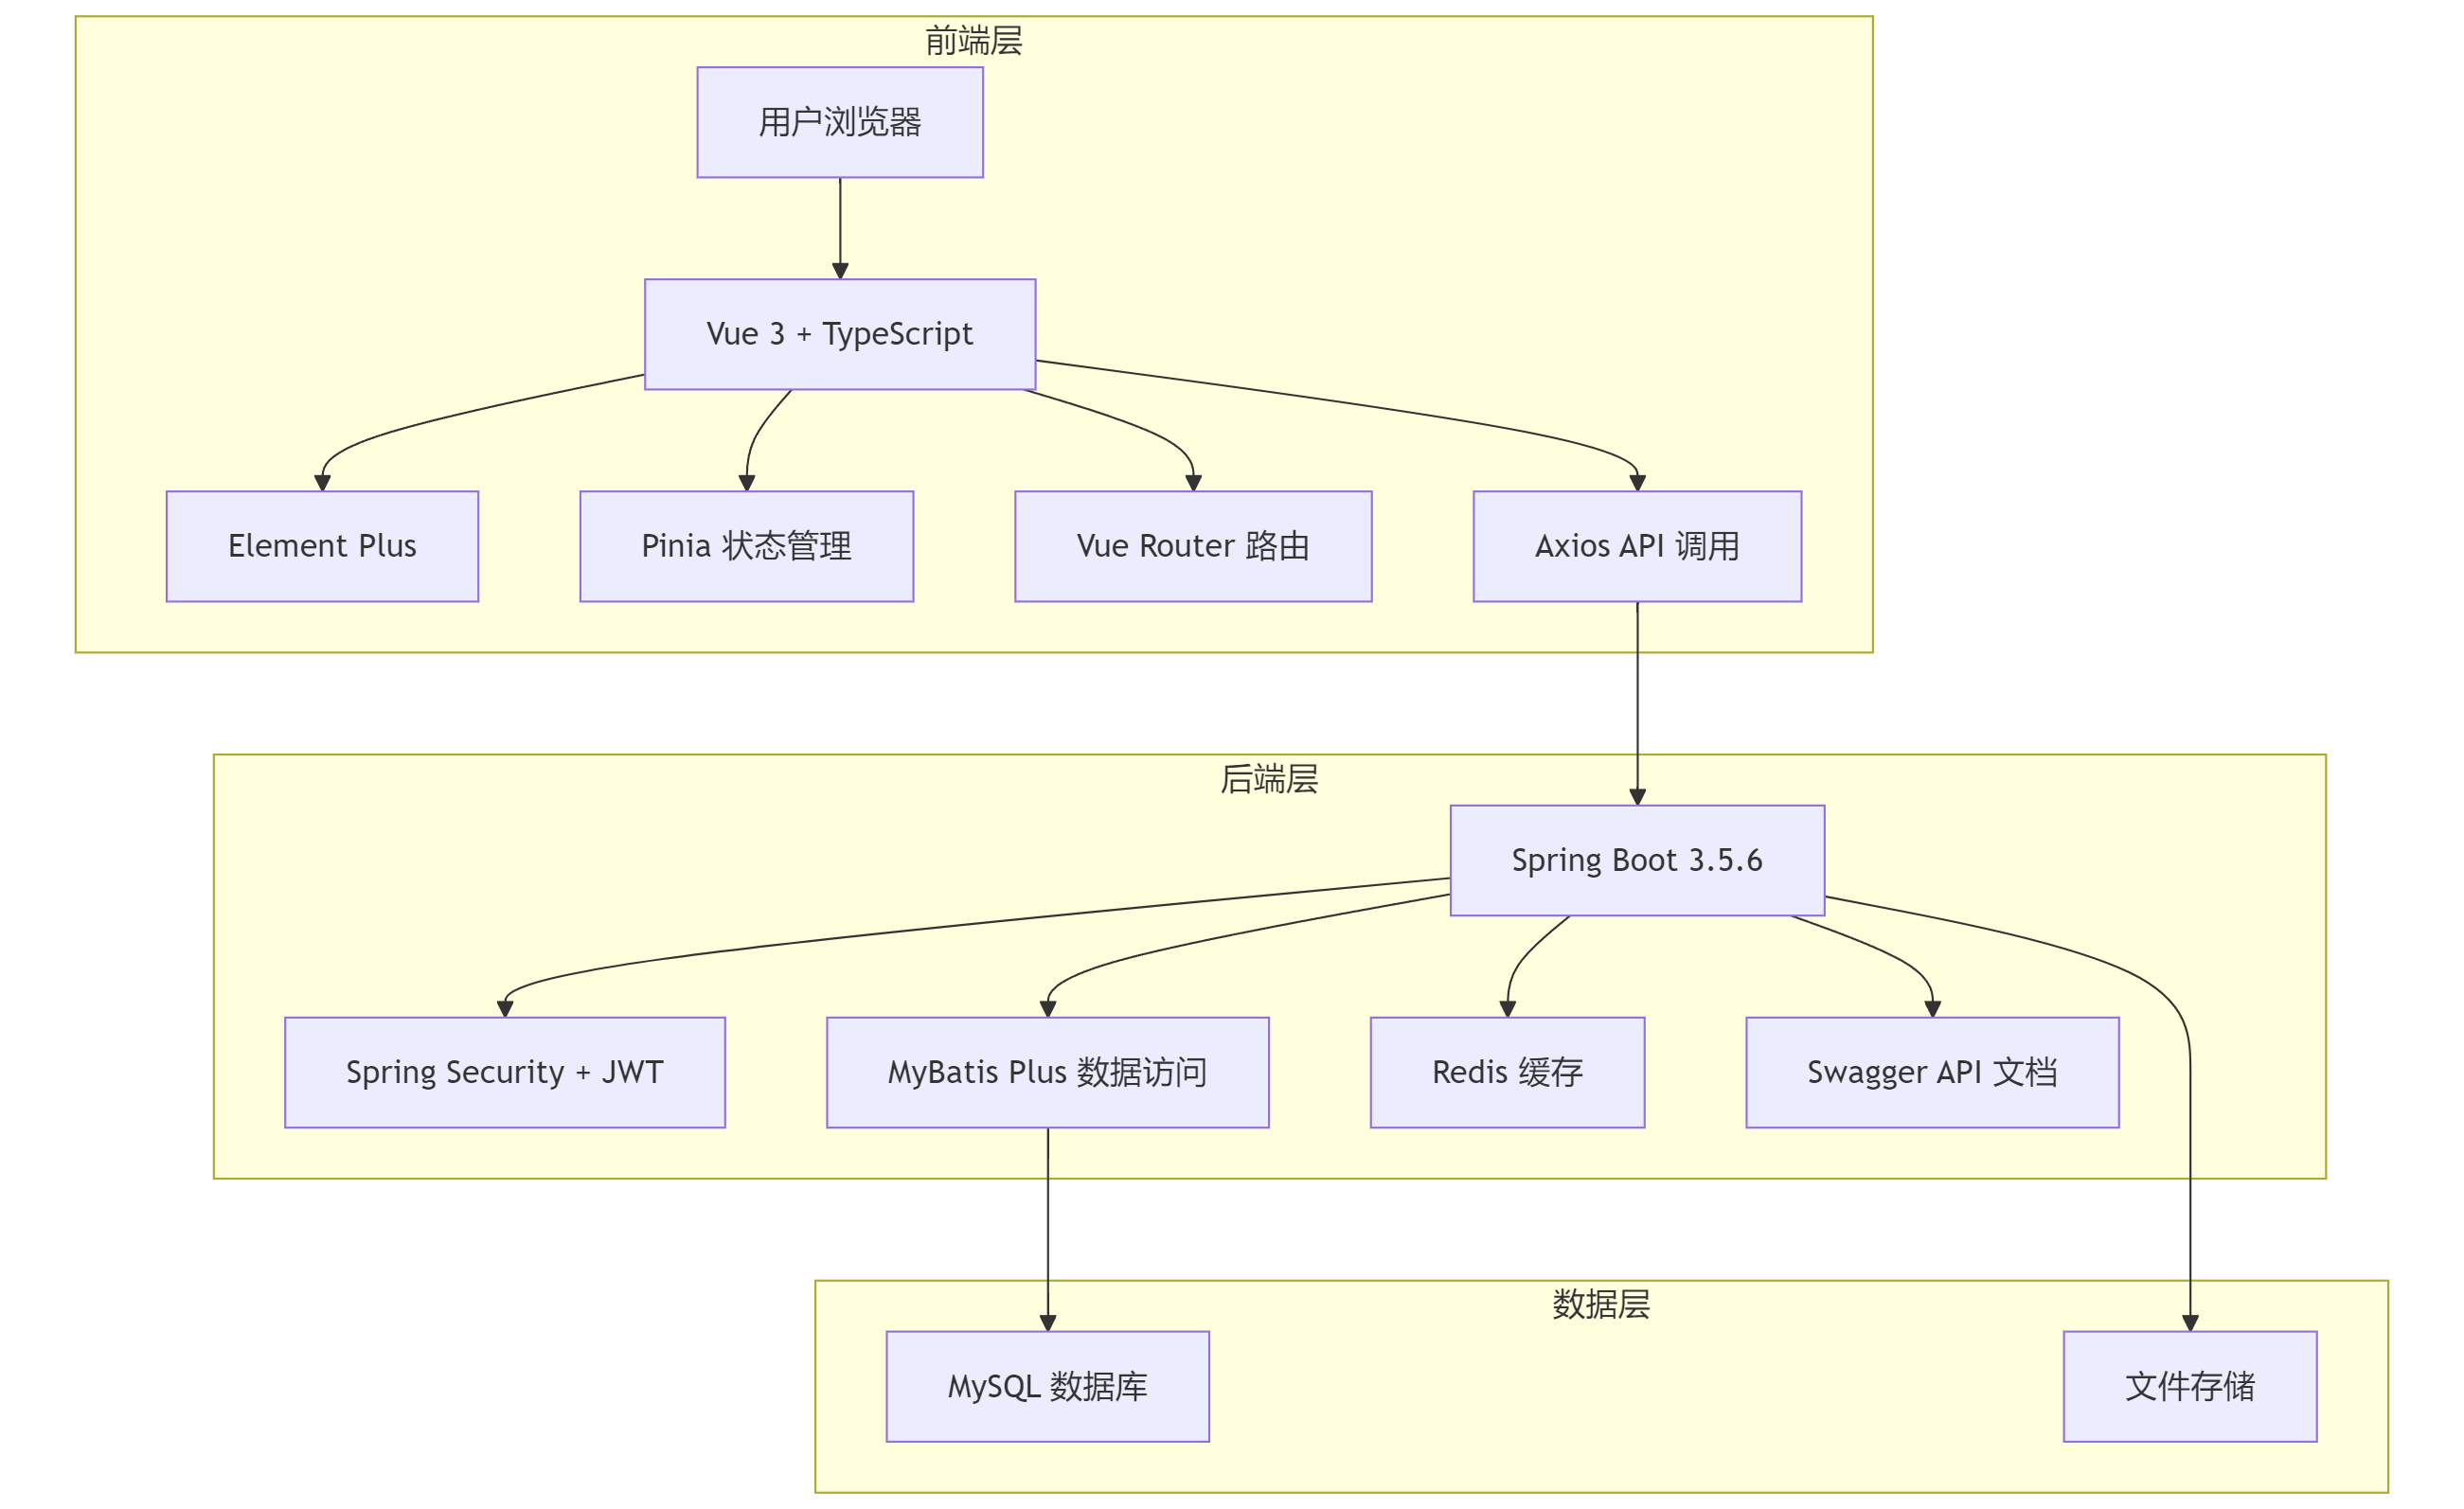 前端层
用户浏览器
Vue 3 + TypeScript
Element Plus
Pinia 状态管理
Vue Router 路由
Axios API 调用
后端层
Spring Boot 3.5.6
Spring Security + JWT
MyBatis Plus 数据访问
Redis 缓存
Swagger API 文档
数据层
MySQL 数据库
文件存储